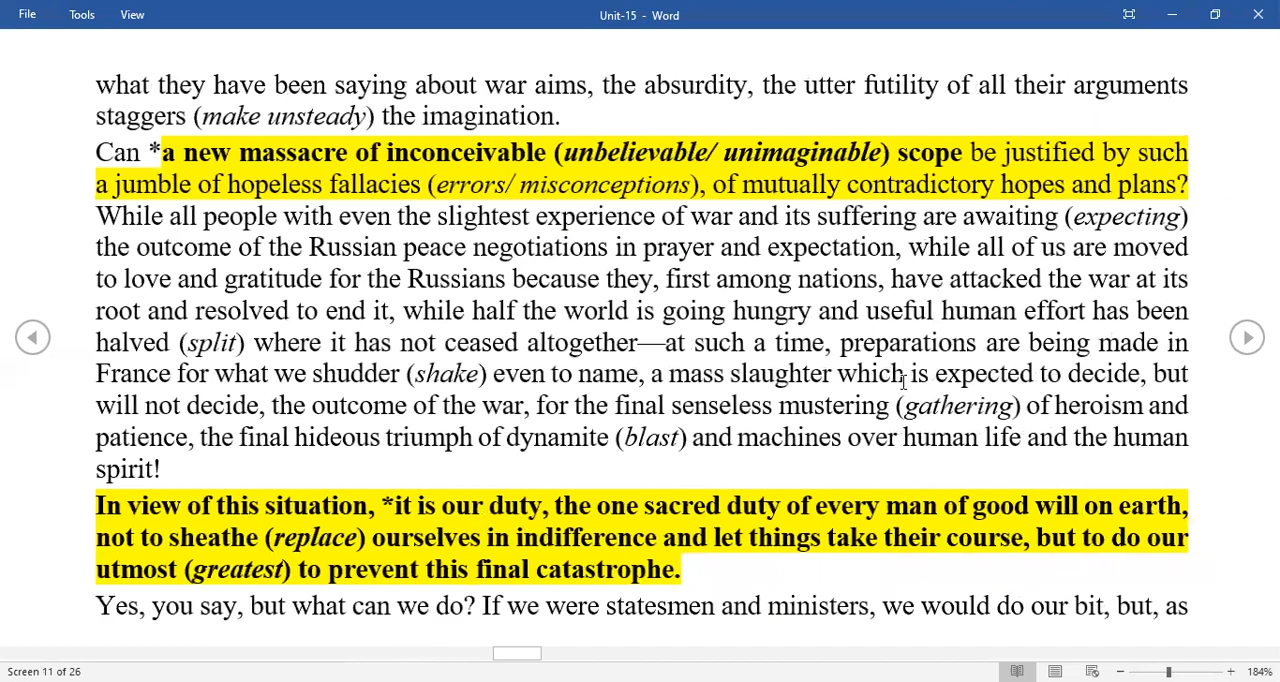 File Tools View Unit-15 - Word
what they have been saying about war aims, the absurdity, the utter futility of all their arguments
staggers (make unsteady) the imagination.
Can *a new massacre of inconceivable (unbelievable/ unimaginable) scope be justified by such
a jumble of hopeless fallacies (errors/ misconceptions), of mutually contradictory hopes and plans?
While all people with even the slightest experience of war and its suffering are awaiting (expecting)
the outcome of the Russian peace negotiations in prayer and expectation, while all of us are moved
to love and gratitude for the Russians because they, first among nations, have attacked the war at its
root and resolved to end it, while half the world is going hungry and useful human effort has been
halved (split) where it has not ceased altogether—at such a time, preparations are being made in
France for what we shudder (shake) even to name, a mass slaughter which is expected to decide, but
will not decide, the outcome of the war, for the final senseless mustering (gathering) of heroism and
patience, the final hideous triumph of dynamite (blast) and machines over human life and the human
spirit!
In view of this situation, *it is our duty, the one sacred duty of every man of good will on earth,
not to sheathe (replace) ourselves in indifference and let things take their course, but to do our
utmost (greatest) to prevent this final catastrophe.
Yes, you say, but what can we do? If we were statesmen and ministers, we would do our bit, but, as
Screen 11 of 26 184%